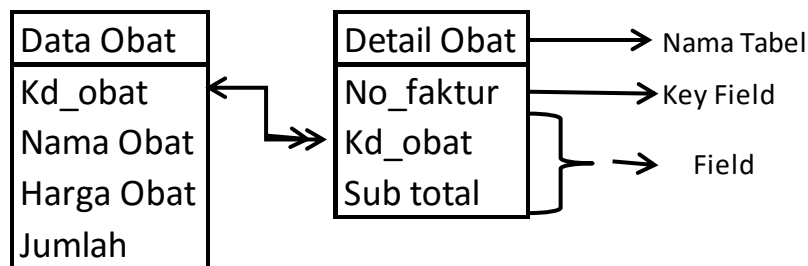 Data Obat
Kd_obat
Nama Obat
Harga Obat
Jumlah
Detail Obat
No_faktur
Kd_obat
Sub total
Nama Tabel
Key Field
Field